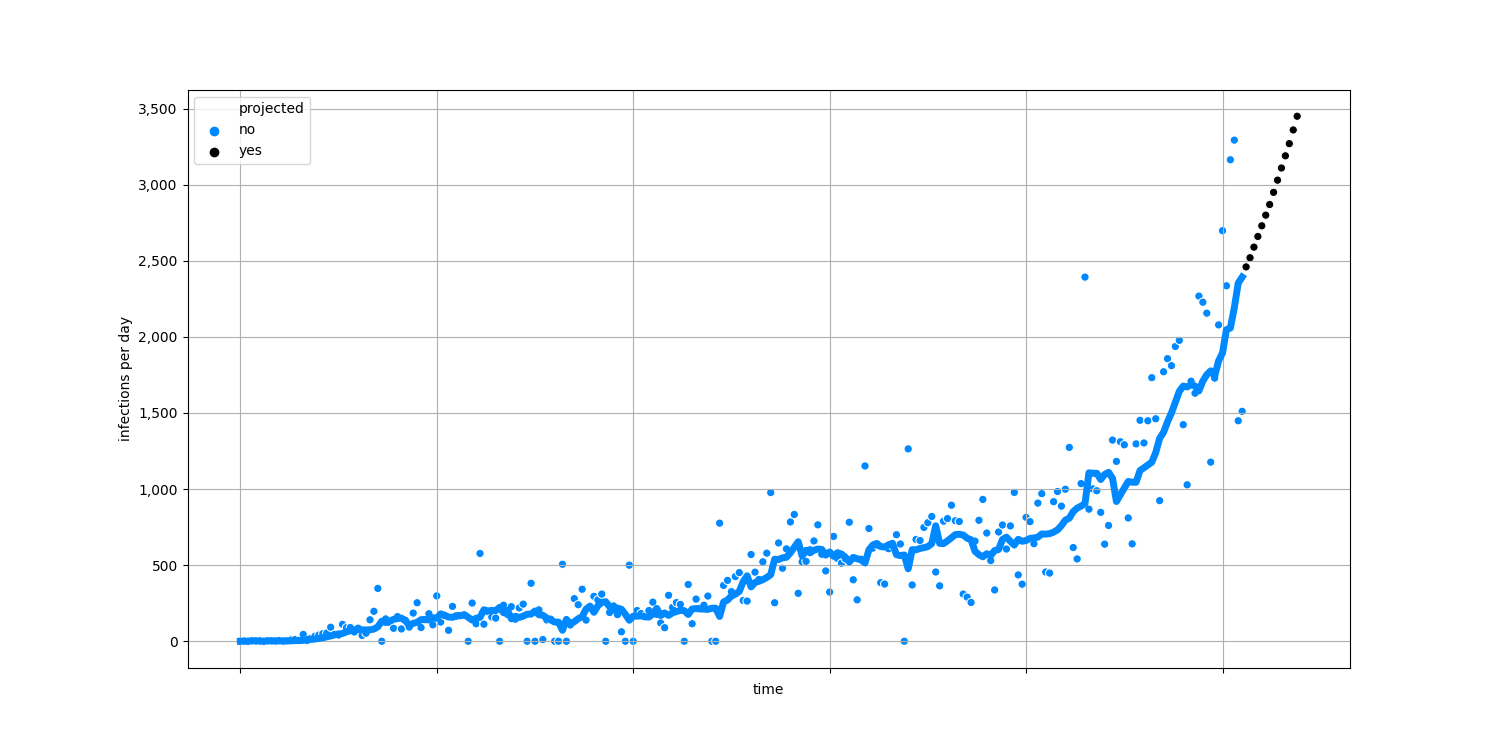 projected
no
yes
3,500
3,000
2,500
2,000
1,500
1,000
500
0
infections per day
time